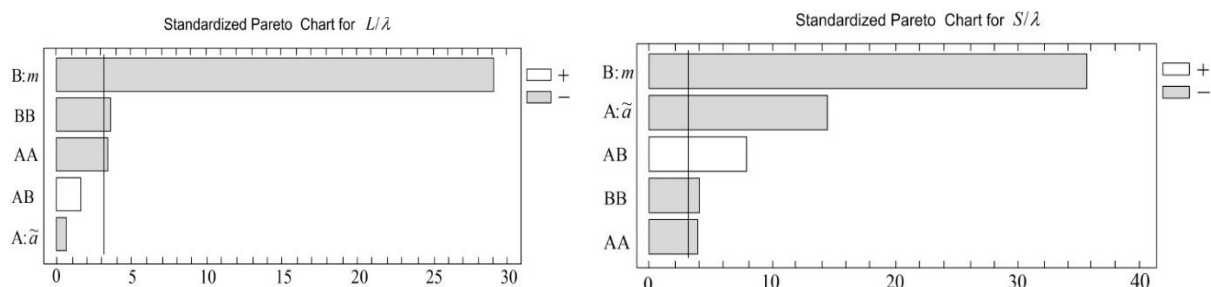 Standardized Pareto Chart for L/λ
B:m
BB
AA
AB
A:ã
0 5 10 15 20 25 30
+
−
Standardized Pareto Chart for S/λ
B:m
A:ã
AB
BB
AA
0 10 20 30 40
+
−